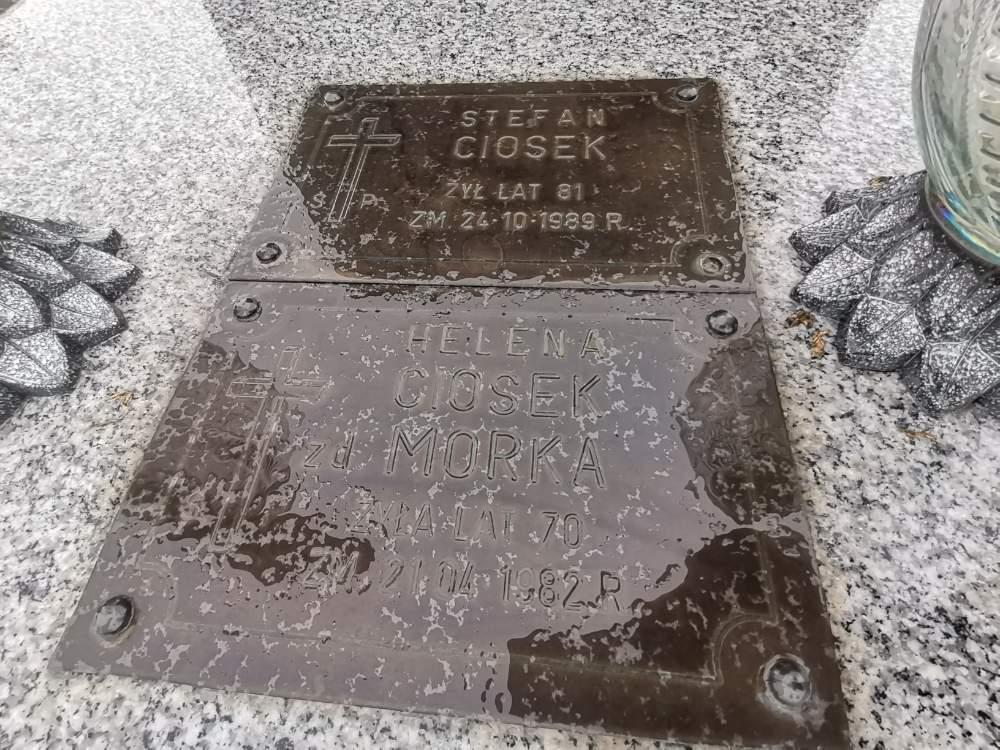 STEFAN
CIOSEK
ŻYŁ LAT 81
ZM. 24.10.1989 R.
Ś P.
HELENA
CIOSEK
zd MORKA
ŻYŁA LAT 70
ZM. 21.04.1982 R.